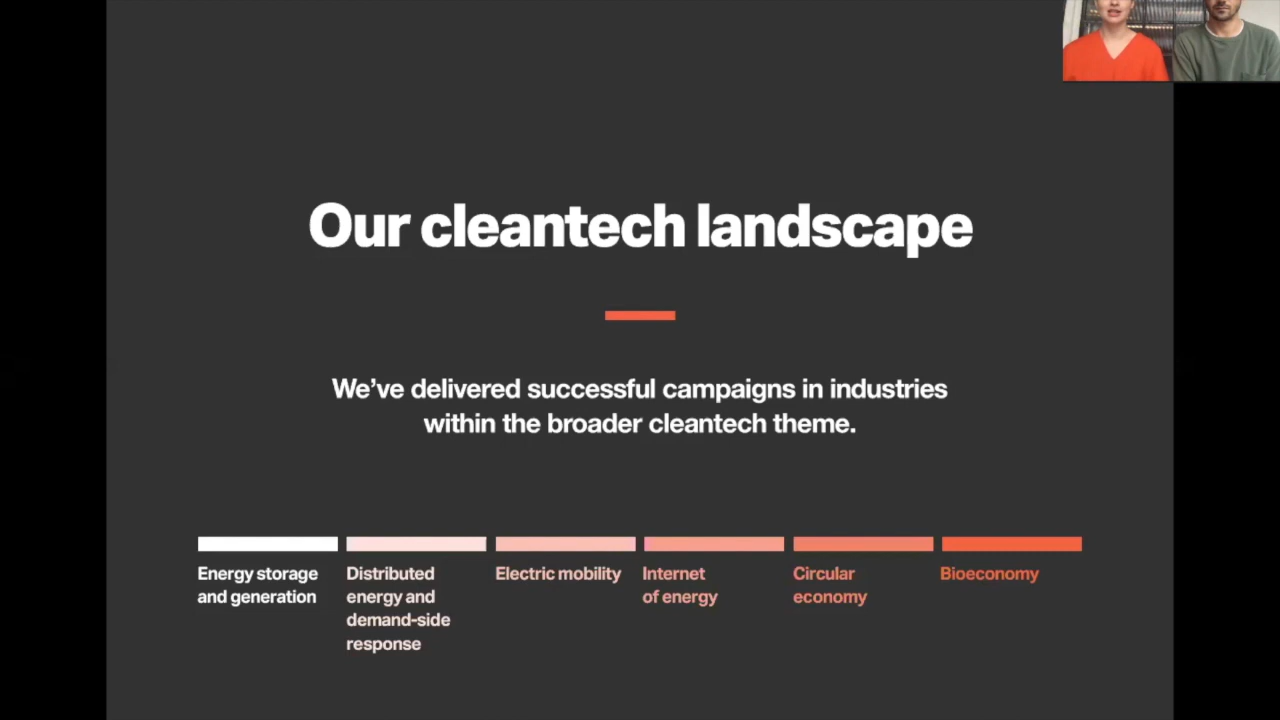 Our cleantech landscape
We’ve delivered successful campaigns in industries
within the broader cleantech theme.
Energy storage
and generation
Distributed
energy and
demand-side
response
Electric mobility
Internet
of energy
Circular
economy
Bioeconomy